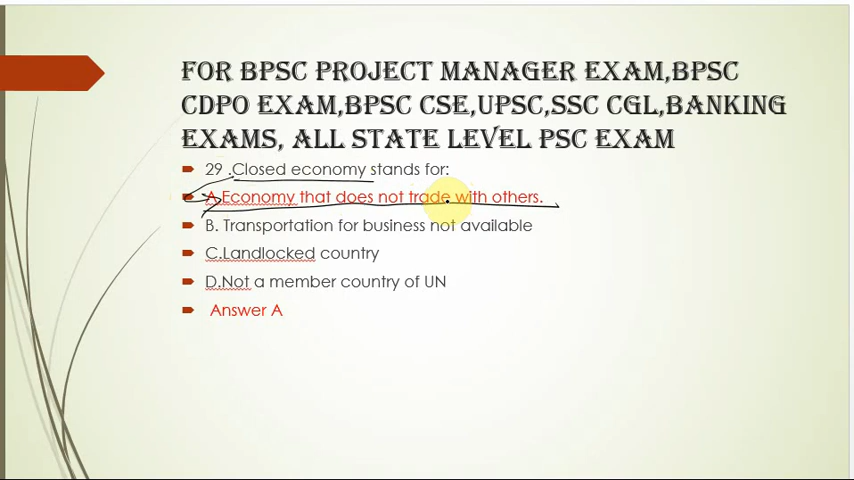 FOR BPSC PROJECT MANAGER EXAM,BPSC
CDPO EXAM,BPSC CSE,UPSC,SSC CGL,BANKING
EXAMS, ALL STATE LEVEL PSC EXAM
29 .Closed economy stands for:
A.Economy that does not trade with others.
B. Transportation for business not available
C.Landlocked country
D.Not a member country of UN
Answer A